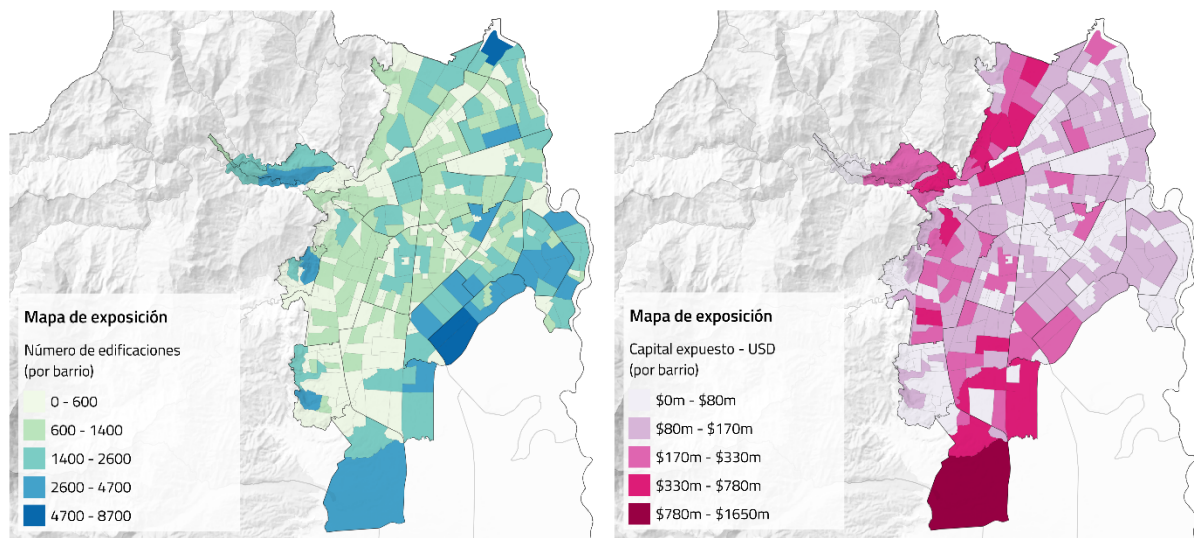 Mapa de exposición
Número de edificaciones
(por barrio)
0 - 600
600 - 1400
1400 - 2600
2600 - 4700
4700 - 8700
Mapa de exposición
Capital expuesto - USD
(por barrio)
$0m - $80m
$80m - $170m
$170m - $330m
$330m - $780m
$780m - $1650m